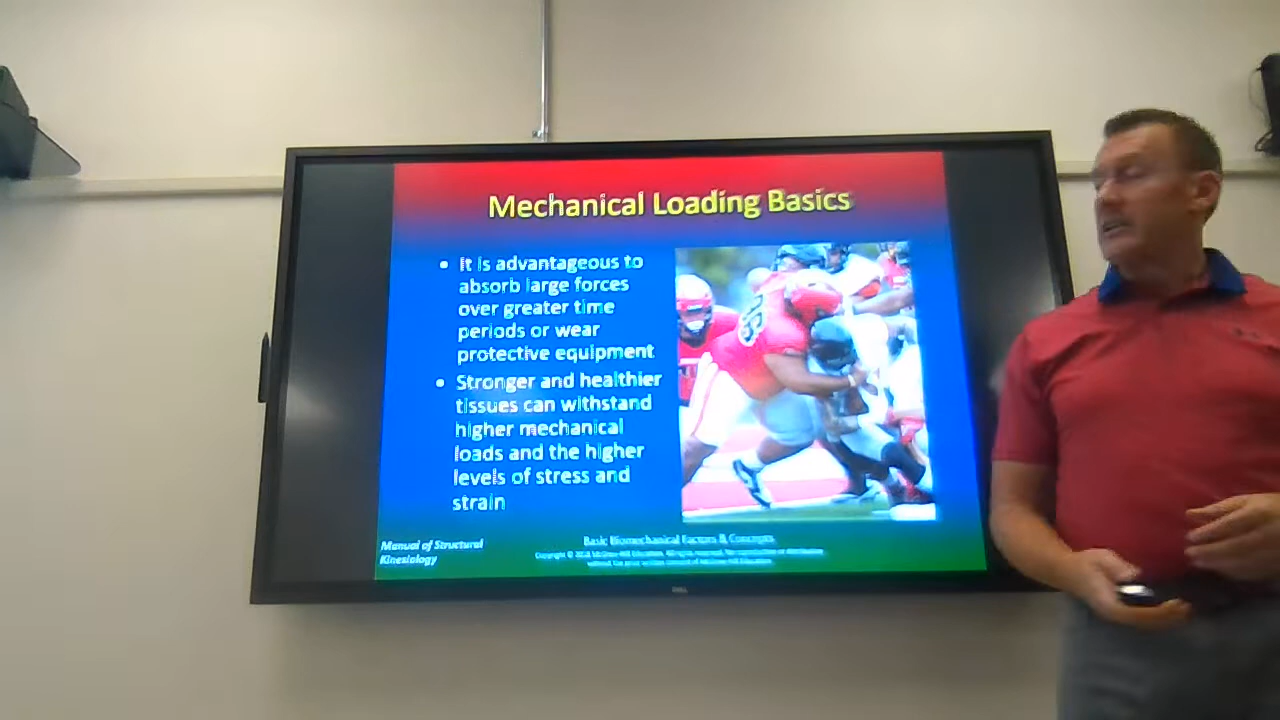 Mechanical Loading Basics
• It is advantageous to
absorb large forces
over greater time
periods or wear
protective equipment
• Stronger and healthier
tissues can withstand
higher mechanical
loads and the higher
levels of stress and
strain
Manual of Structural
Kinesiology
Basic Biomechanical Factors & Concepts
DELL